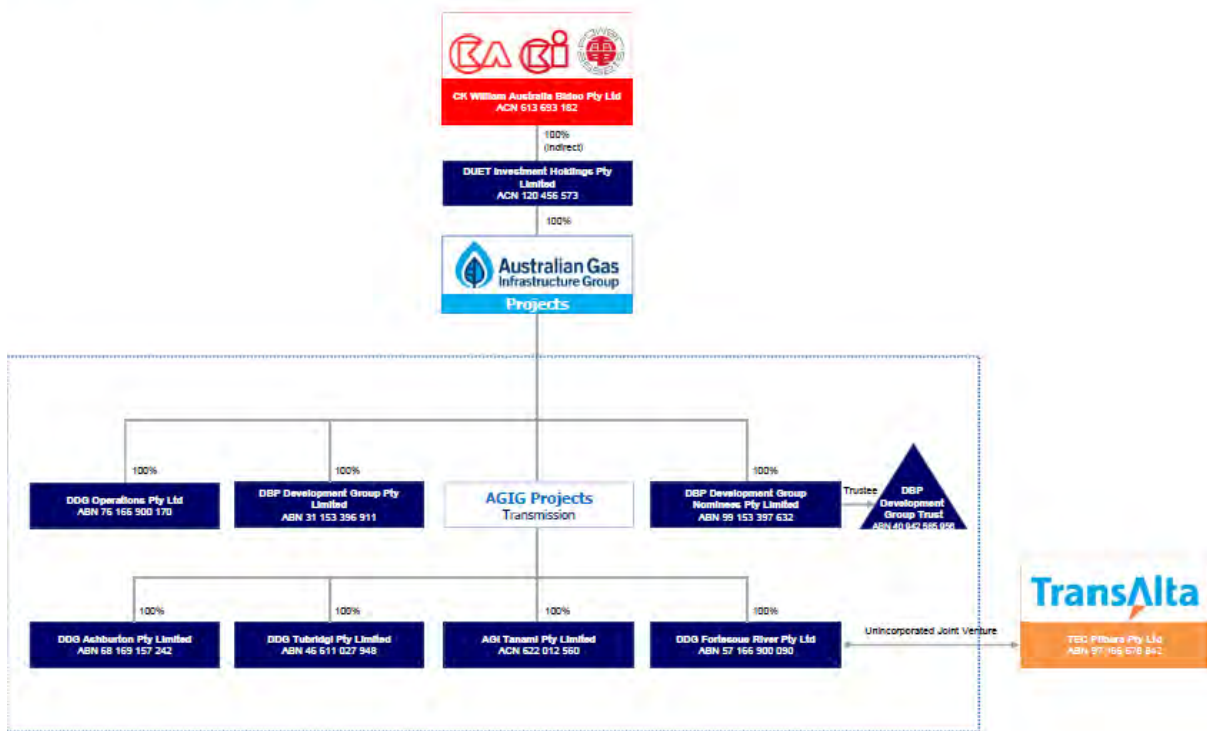 CK William Australia Bidco Pty Ltd
ACN 613 693 182
100%
(Indirect)
DUET Investment Holdings Pty
Limited
ACN 120 456 573
100%
Australian Gas
Infrastructure Group
Projects
100%
100%
100%
DDG Operations Pty Ltd
ABN 76 166 900 170
DBP Development Group Pty
Limited
ABN 31 153 396 911
AGIG Projects
Transmission
DBP Development Group
Nominees Pty Limited
ABN 99 153 397 632
Trustee
DBP
Development
Group Trust
100%
100%
100%
100%
DDG Ashburton Pty Limited
ABN 68 169 157 242
DDG Tubridgi Pty Limited
ABN 46 611 027 948
AGI Tanami Pty Limited
ACN 622 012 560
DDG Fortescue River Pty Ltd
ABN 57 166 900 090
Unincorporated Joint Venture
TransAlta
TEC Pilbara Pty Ltd